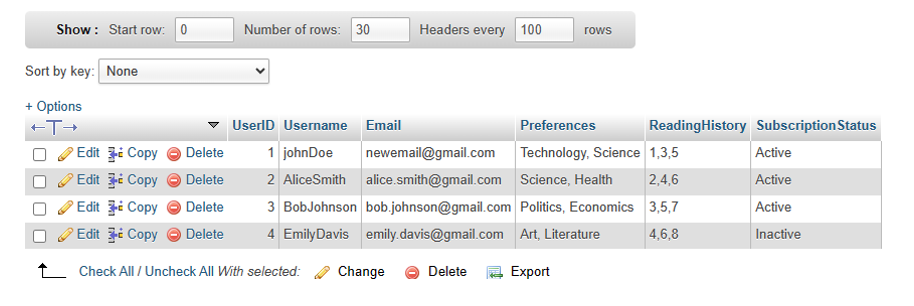 Show : Start row: 0 Number of rows: 30 Headers every 100 rows
Sort by key: None
+ Options
←T→ UserID Username Email Preferences ReadingHistory SubscriptionStatus
Edit Copy Delete 1 johnDoe newemail@gmail.com Technology, Science 1,3,5 Active
Edit Copy Delete 2 AliceSmith alice.smith@gmail.com Science, Health 2,4,6 Active
Edit Copy Delete 3 BobJohnson bob.johnson@gmail.com Politics, Economics 3,5,7 Active
Edit Copy Delete 4 EmilyDavis emily.davis@gmail.com Art, Literature 4,6,8 Inactive
Check All / Uncheck All With selected: Change Delete Export